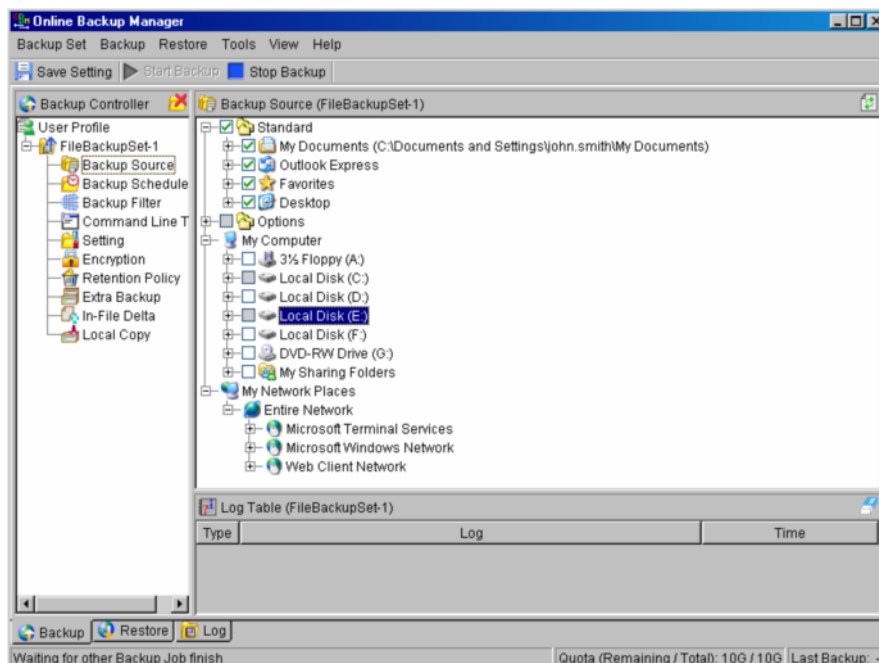 Online Backup Manager
Backup Set Backup Restore Tools View Help
Save Setting Start Backup Stop Backup
Backup Controller
User Profile
FileBackupSet-1
Backup Source
Backup Schedule
Backup Filter
Command Line T
Setting
Encryption
Retention Policy
Extra Backup
In-File Delta
Local Copy
Backup Source (FileBackupSet-1)
Standard
My Documents (C:\Documents and Settings\john.smith\My Documents)
Outlook Express
Favorites
Desktop
Options
My Computer
3½ Floppy (A:)
Local Disk (C:)
Local Disk (D:)
Local Disk (E:)
Local Disk (F:)
DVD-RW Drive (G:)
My Sharing Folders
My Network Places
Entire Network
Microsoft Terminal Services
Microsoft Windows Network
Web Client Network
Log Table (FileBackupSet-1)
Type Log Time
Backup Restore Log
Waiting for other Backup Job finish Quota (Remaining / Total): 10G / 10G Last Backup: -